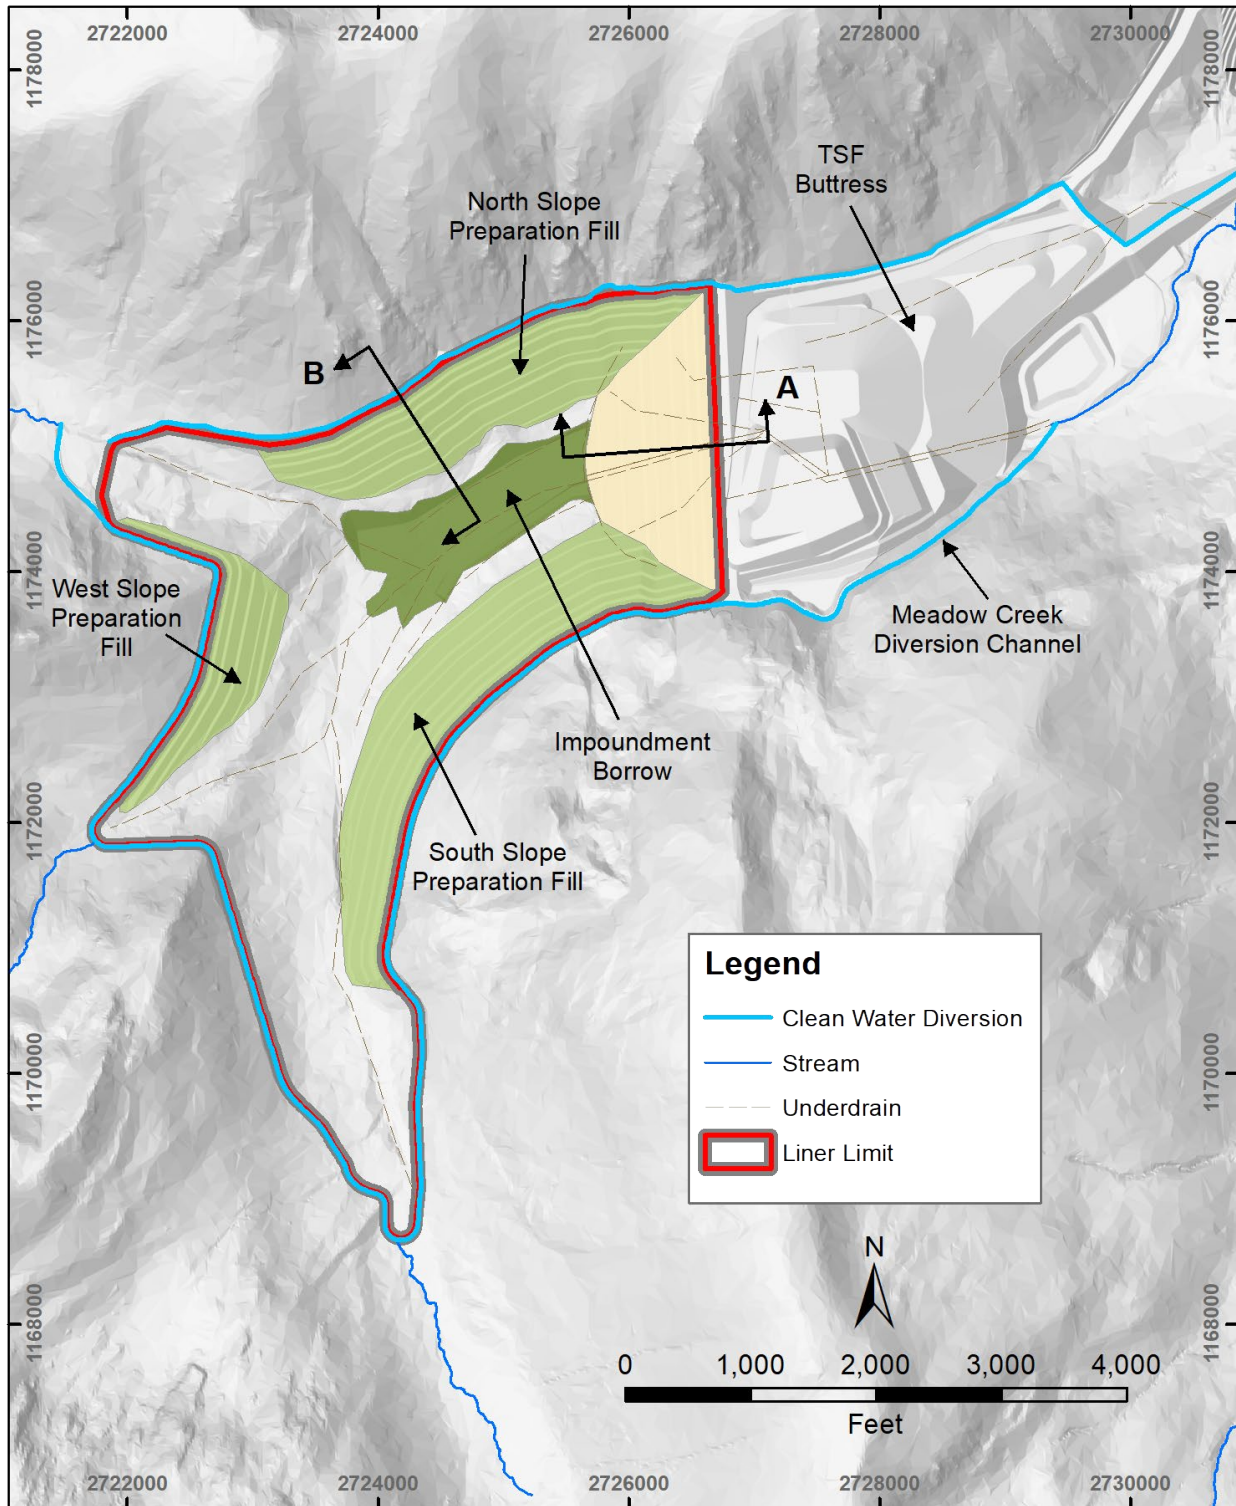 2722000 2724000 2726000 2728000 2730000
1178000
1178000
TSF
Buttress
North Slope
Preparation Fill
1176000
1176000
B
A
1174000
1174000
West Slope
Preparation
Fill
Meadow Creek
Diversion Channel
Impoundment
Borrow
1172000
1172000
South Slope
Preparation Fill
Legend
Clean Water Diversion
Stream
Underdrain
Liner Limit
1170000
1170000
N
1168000
1168000
0 1,000 2,000 3,000 4,000
Feet
2722000 2724000 2726000 2728000 2730000